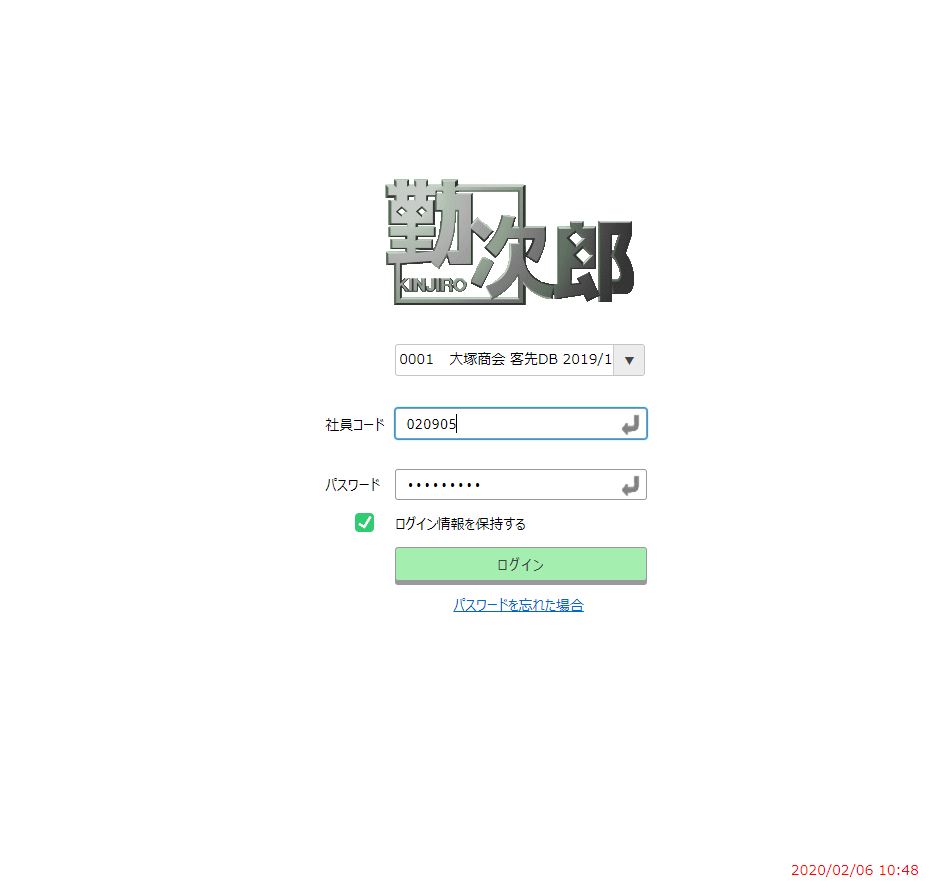 勤次郎
KINJIRO
0001　大塚商会 客先DB 2019/1
社員コード 020905
パスワード •••••••••
ログイン情報を保持する
ログイン
パスワードを忘れた場合
2020/02/06 10:48